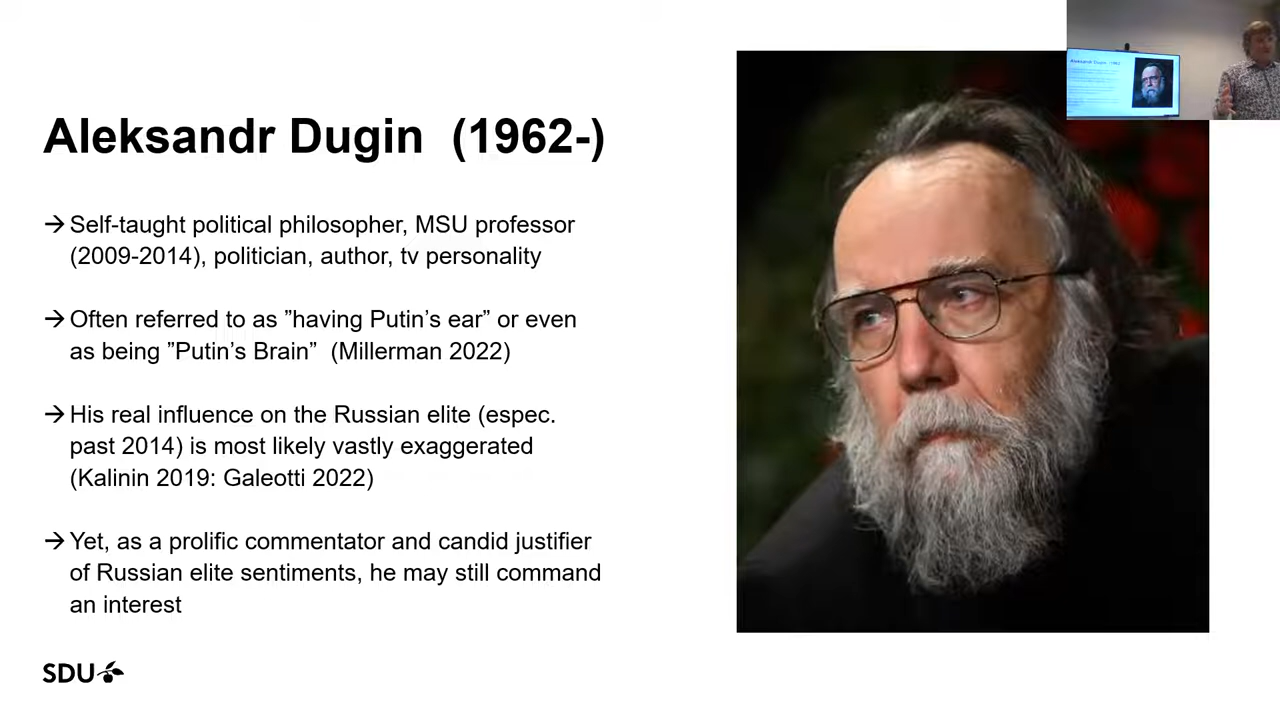 Aleksandr Dugin (1962-)
→ Self-taught political philosopher, MSU professor
(2009-2014), politician, author, tv personality
→ Often referred to as ”having Putin’s ear” or even
as being ”Putin’s Brain” (Millerman 2022)
→ His real influence on the Russian elite (espec.
past 2014) is most likely vastly exaggerated
(Kalinin 2019: Galeotti 2022)
→ Yet, as a prolific commentator and candid justifier
of Russian elite sentiments, he may still command
an interest
SDU
Aleksandr Dugin (1962